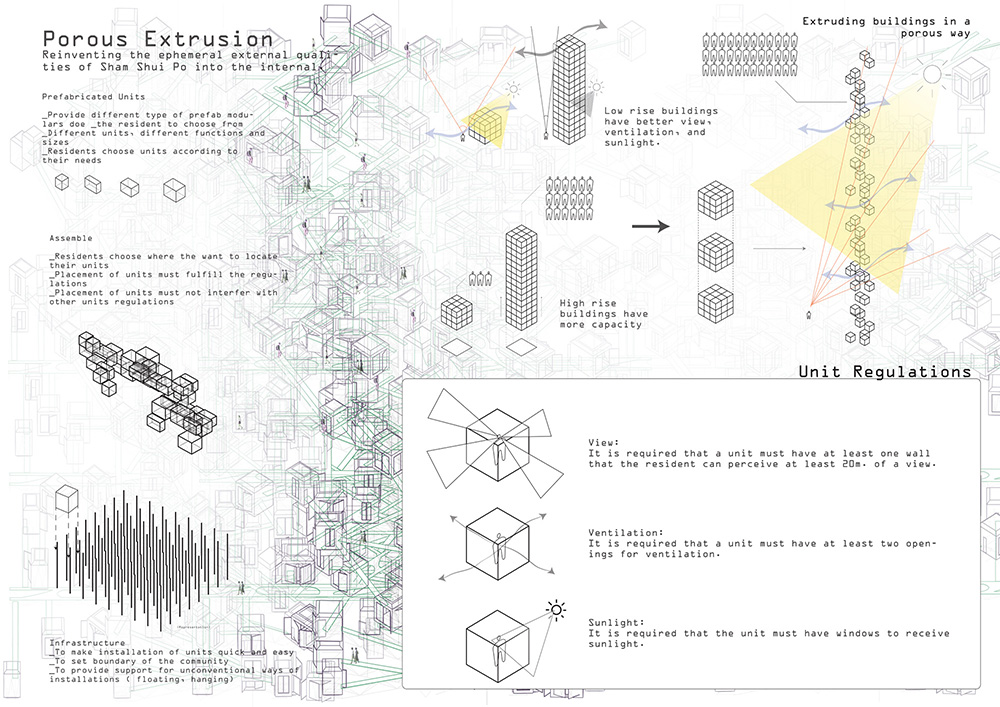 Porous Extrusion
Reinventing the ephemeral external quali-
ties of Sham Shui Po into the internal.
Prefabricated Units
_Provide different type of prefab modu-
lars doe _the resident to choose from
_Different units, different functions and
sizes
_Residents choose units according to
their needs
Assemble
_Residents choose where the want to locate
their units
_Placement of units must fulfill the regu-
lations
_Placement of units must not interfer with
other units regulations
Infrastructure
_To make installation of units quick and easy
_To set boundary of the community
_To provide support for unconventional ways of
installations ( floating, hanging)
Low rise buildings
have better view,
ventilation, and
sunlight.
High rise
buildings have
more capacity
Extruding buildings in a
porous way
Unit Regulations
View:
It is required that a unit must have at least one wall
that the resident can perceive at least 20m. of a view.
Ventilation:
It is required that a unit must have at least two open-
ings for ventilation.
Sunlight:
It is required that the unit must have windows to receive
sunlight.